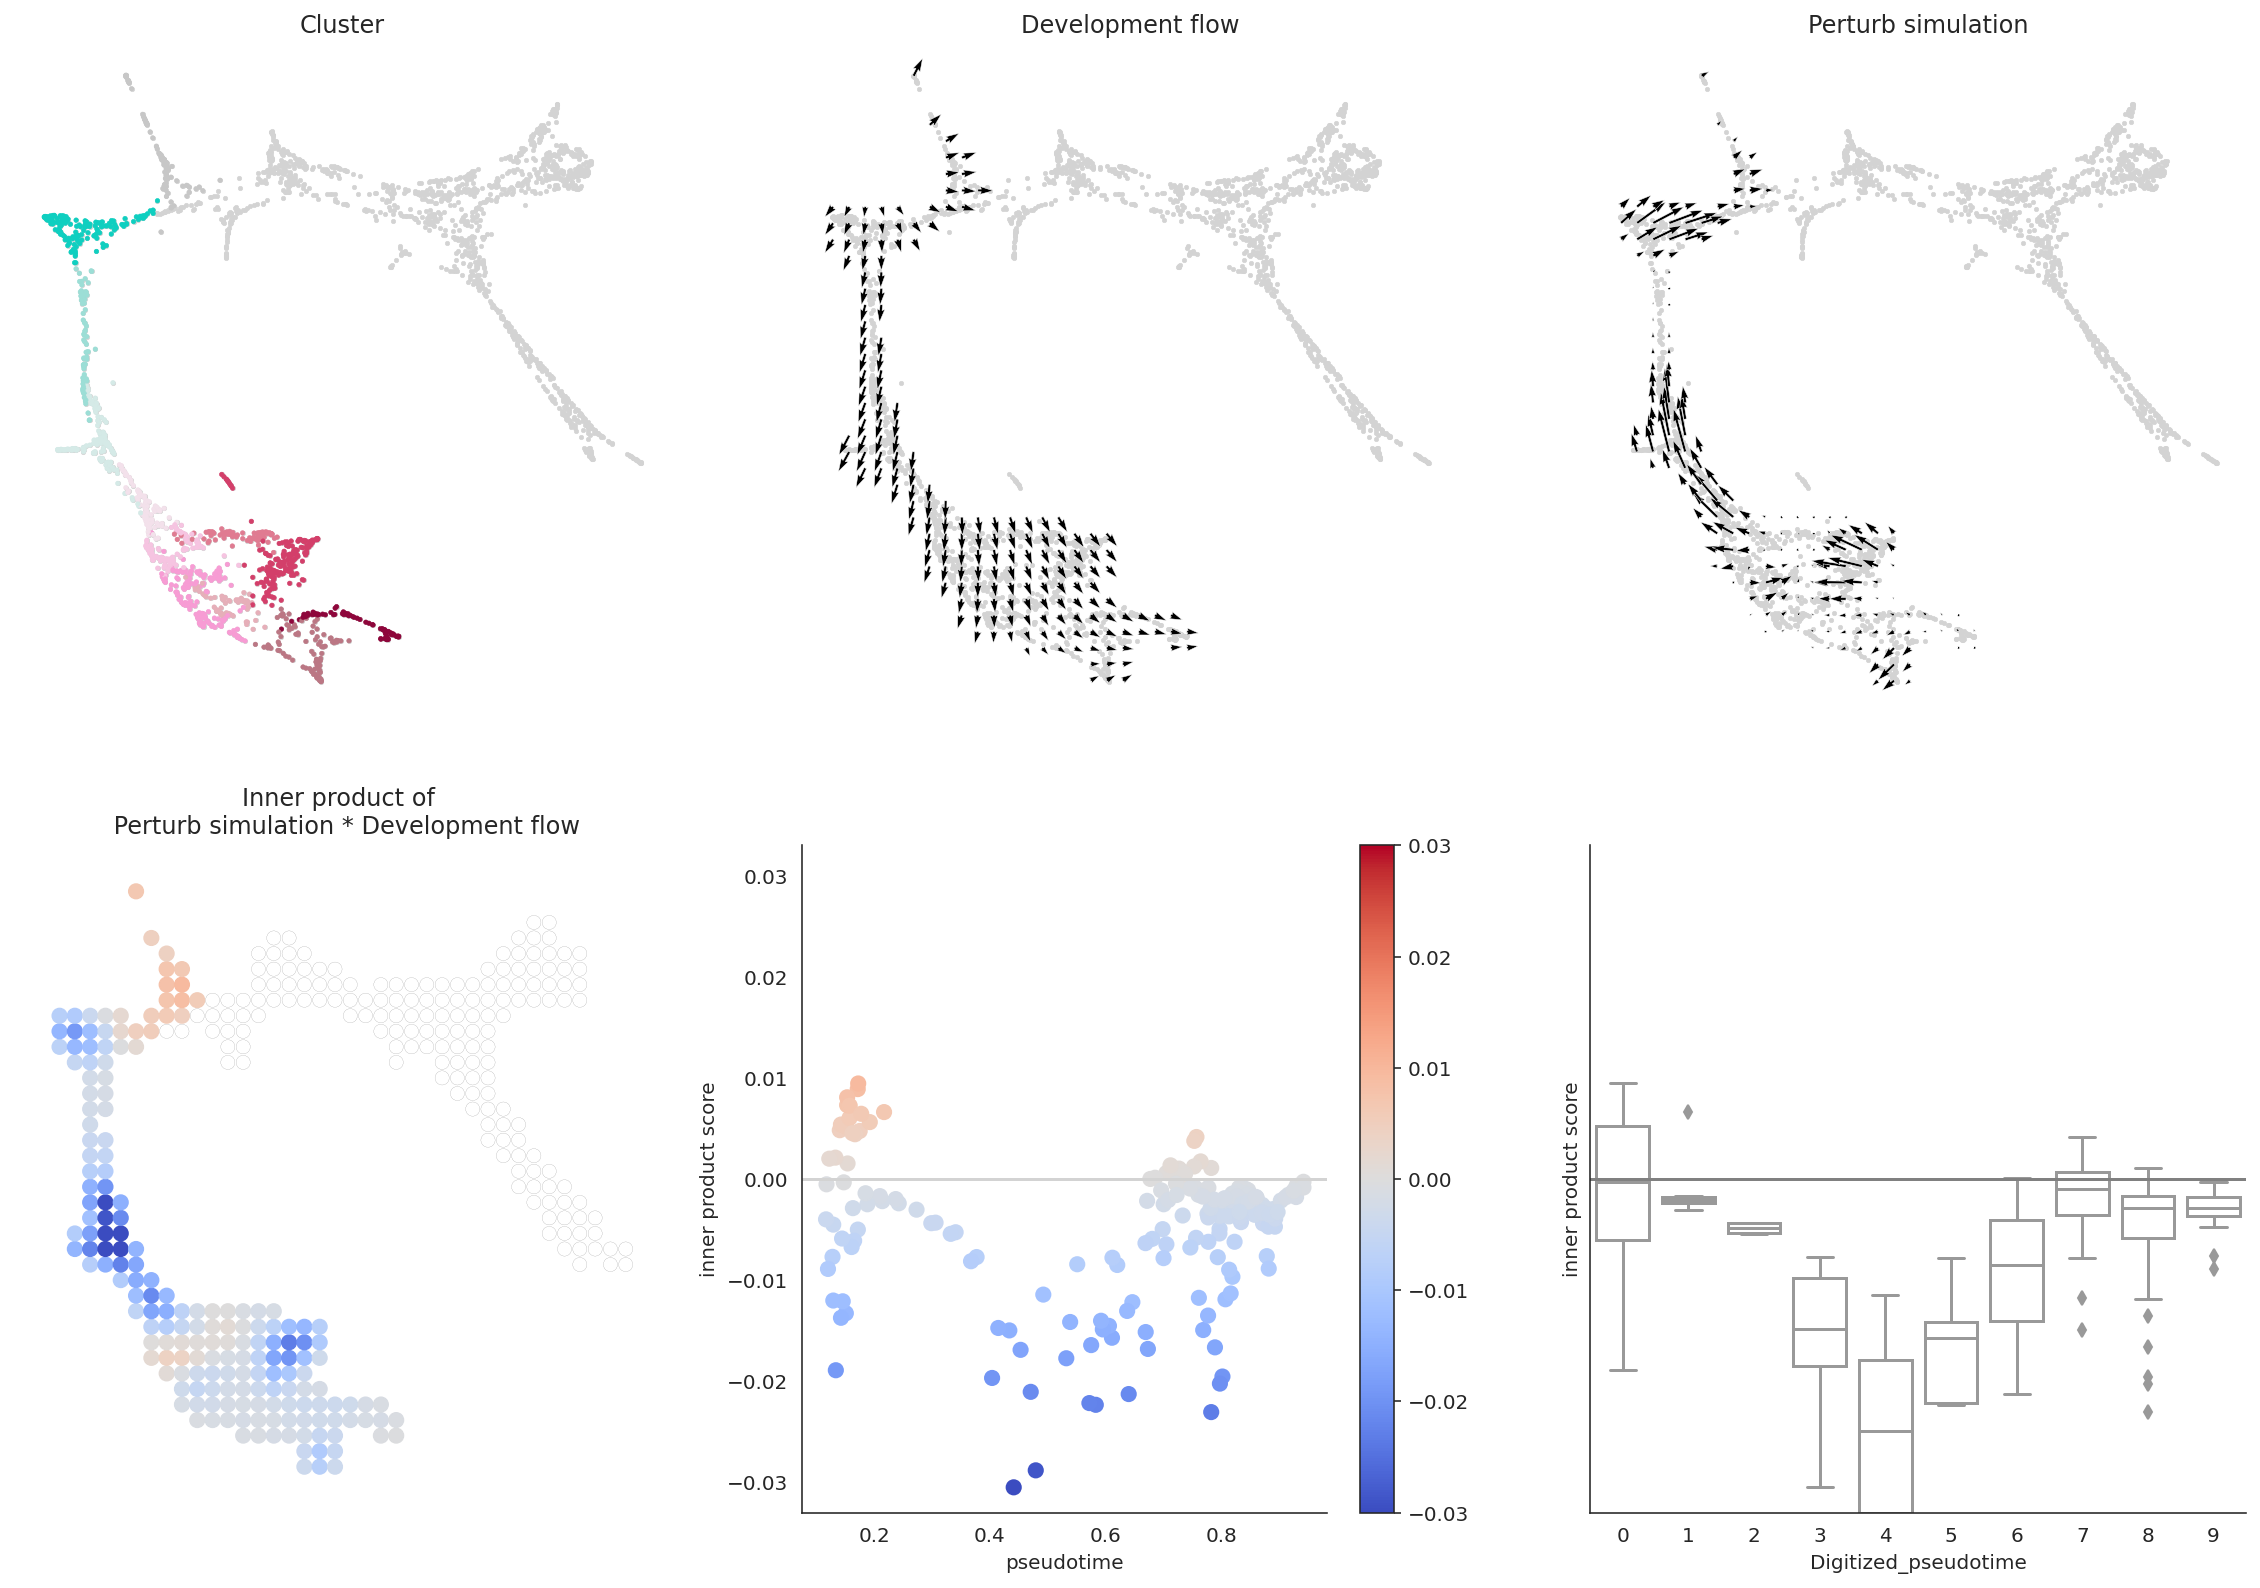 Cluster
Development flow
Perturb simulation
Inner product of
Perturb simulation * Development flow
inner product score
0.03
0.02
0.01
0.00
−0.01
−0.02
−0.03
0.2 0.4 0.6 0.8
pseudotime
0.03
0.02
0.01
0.00
−0.01
−0.02
−0.03
inner product score
0 1 2 3 4 5 6 7 8 9
Digitized_pseudotime